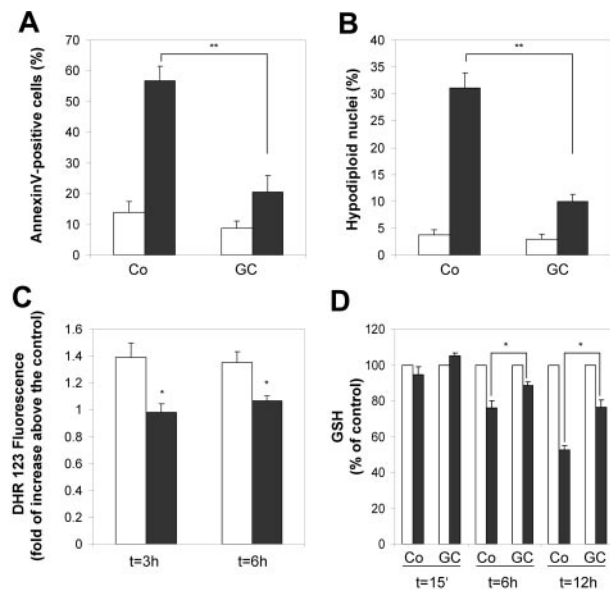 A
AnnexinV-positive cells (%)
70
60
50
40
30
20
10
0
**
Co GC
B
Hypodiploid nuclei (%)
40
35
30
25
20
15
10
5
0
**
Co GC
C
DHR 123 Fluorescence
(fold of increase above the control)
1.6
1.4
1.2
1
0.8
0.6
0.4
0.2
0
*
*
t=3h t=6h
D
GSH
(% of control)
120
100
80
60
40
20
0
*
*
Co GC Co GC Co GC
t=15' t=6h t=12h